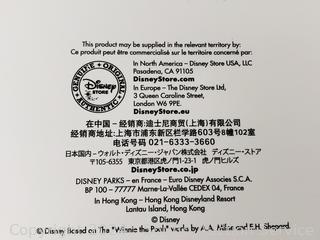 This product may be supplied in the relevant territory by:
Ce produit peut être commercialisé sur le territoire concerné par:
GENUINE • ORIGINAL
Disney
STORE
AUTHENTIC
In North America – Disney Store USA, LLC
Pasadena, CA 91105
DisneyStore.com
In Europe – The Disney Store Ltd,
3 Queen Caroline Street,
London W6 9PE.
DisneyStore.eu
在中国 - 经销商:迪士尼商贸(上海)有限公司
经销商地址:上海市浦东新区栏学路603号8幢102室
电话号码 021-6333-3660
日本国内–ウォルト・ディズニー・ジャパン株式会社 ディズニー・ストア
〒105-6355 東京都港区虎ノ門1-23-1 虎ノ門ヒルズ
DisneyStore.co.jp
DISNEY PARKS – en France – Euro Disney Associes S.C.A.
BP 100 – 77777 Marne-La-Vallée CEDEX 04, France
In Hong Kong – Hong Kong Disneyland Resort
Lantau Island, Hong Kong
© Disney
© Disney Based on the "Winnie the Pooh" works by A.A. Milne and E.H. Shepard.